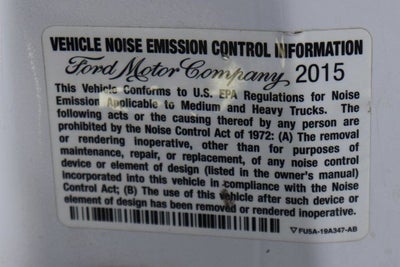 VEHICLE NOISE EMISSION CONTROL INFORMATION
Ford Motor Company 2015
This Vehicle Conforms to U.S. EPA Regulations for Noise
Emission Applicable to Medium and Heavy Trucks. The
following acts or the causing thereof by any person are
prohibited by the Noise Control Act of 1972: (A) The removal
or rendering inoperative, other than for purposes of
maintenance, repair, or replacement, of any noise control
device or element of design (listed in the owner's manual)
incorporated into this vehicle in compliance with the Noise
Control Act; (B) The use of this vehicle after such device or
element of design has been removed or rendered inoperative.
FU5A-19A347-AB